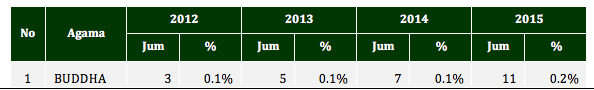 No Agama 2012 2013 2014 2015
Jum % Jum % Jum % Jum %
1 BUDDHA 3 0.1% 5 0.1% 7 0.1% 11 0.2%